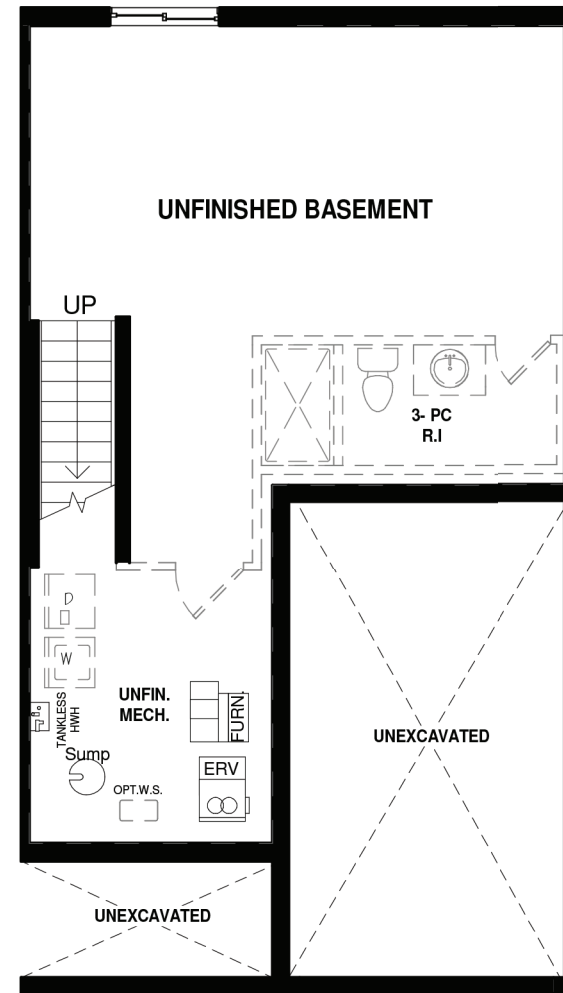 UNFINISHED BASEMENT
UP
3- PC
R.I
D
W
TANKLESS
HWH
UNFIN.
MECH.
FURN.
Sump
ERV
OPT.W.S.
UNEXCAVATED
UNEXCAVATED